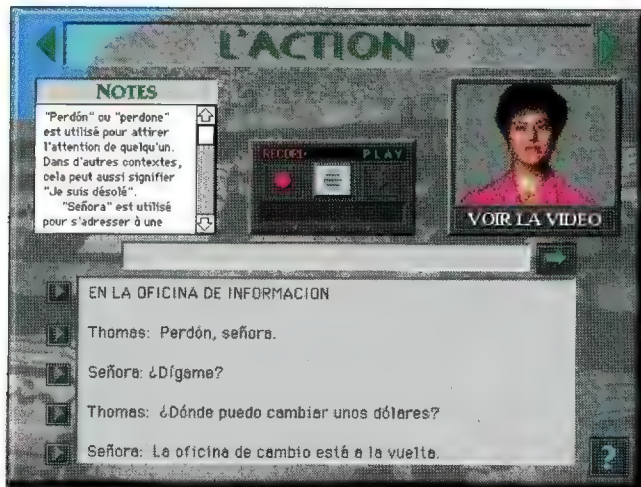 L'ACTION
NOTES
"Perdón" ou "perdone"
est utilisé pour attirer
l'attention de quelqu'un.
Dans d'autres contextes,
cela peut aussi signifier
"Je suis désolé".
"Señora" est utilisé
pour s'adresser à une
RECORD PLAY
VOIR LA VIDEO
EN LA OFICINA DE INFORMACION
Thomas: Perdón, señora.
Señora: ¿Dígame?
Thomas: ¿Dónde puedo cambiar unos dólares?
Señora: La oficina de cambio está a la vuelta.
?